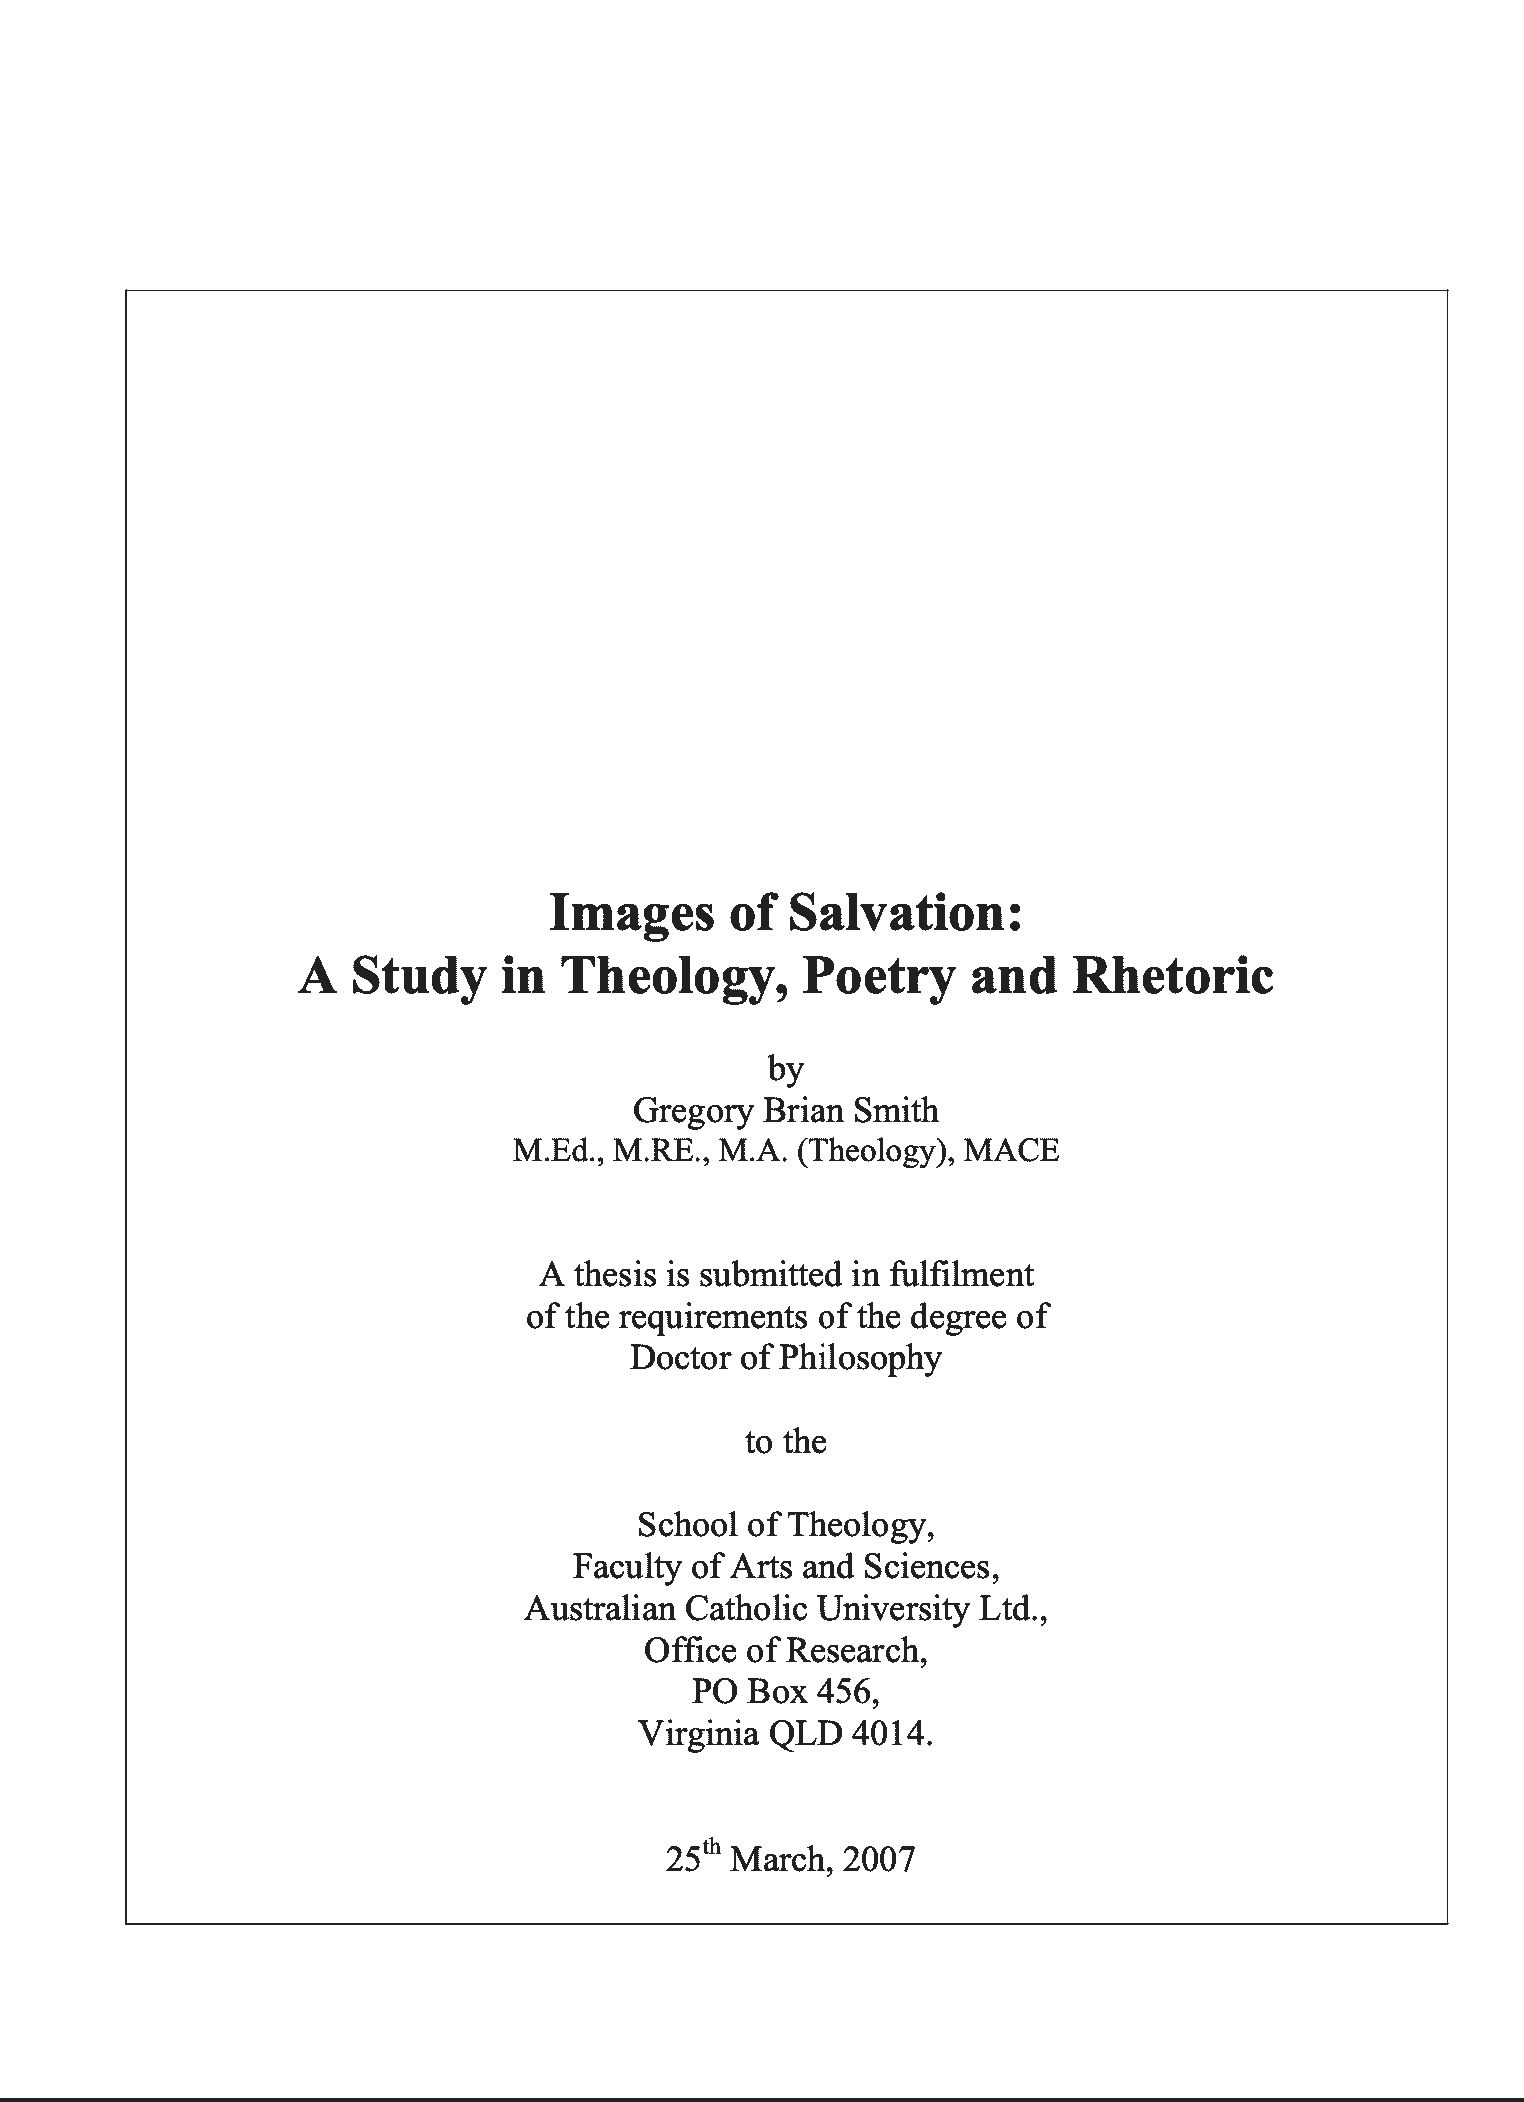 Images of Salvation:
A Study in Theology, Poetry and Rhetoric
by
Gregory Brian Smith
M.Ed., M.RE., M.A. (Theology), MACE
A thesis is submitted in fulfilment
of the requirements of the degree of
Doctor of Philosophy
to the
School of Theology,
Faculty of Arts and Sciences,
Australian Catholic University Ltd.,
Office of Research,
PO Box 456,
Virginia QLD 4014.
25th March, 2007